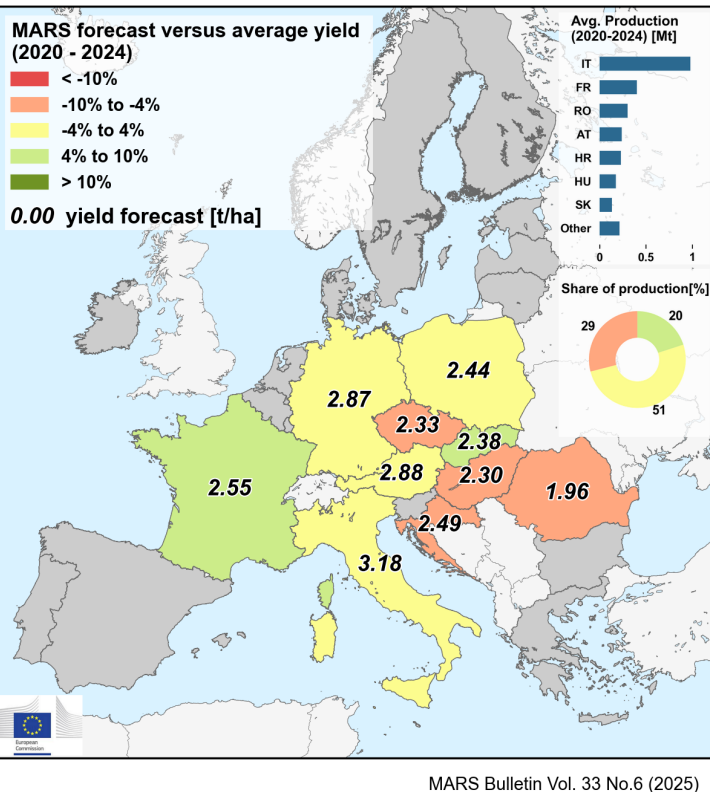 MARS forecast versus average yield
(2020 - 2024)
< -10%
-10% to -4%
-4% to 4%
4% to 10%
> 10%
0.00 yield forecast [t/ha]
Avg. Production
(2020-2024) [Mt]
IT
FR
RO
AT
HR
HU
SK
Other
0 0.5 1
Share of production[%]
29
20
51
2.87
2.44
2.33
2.38
2.88
2.30
2.55
1.96
2.49
3.18
European
Commission
MARS Bulletin Vol. 33 No.6 (2025)